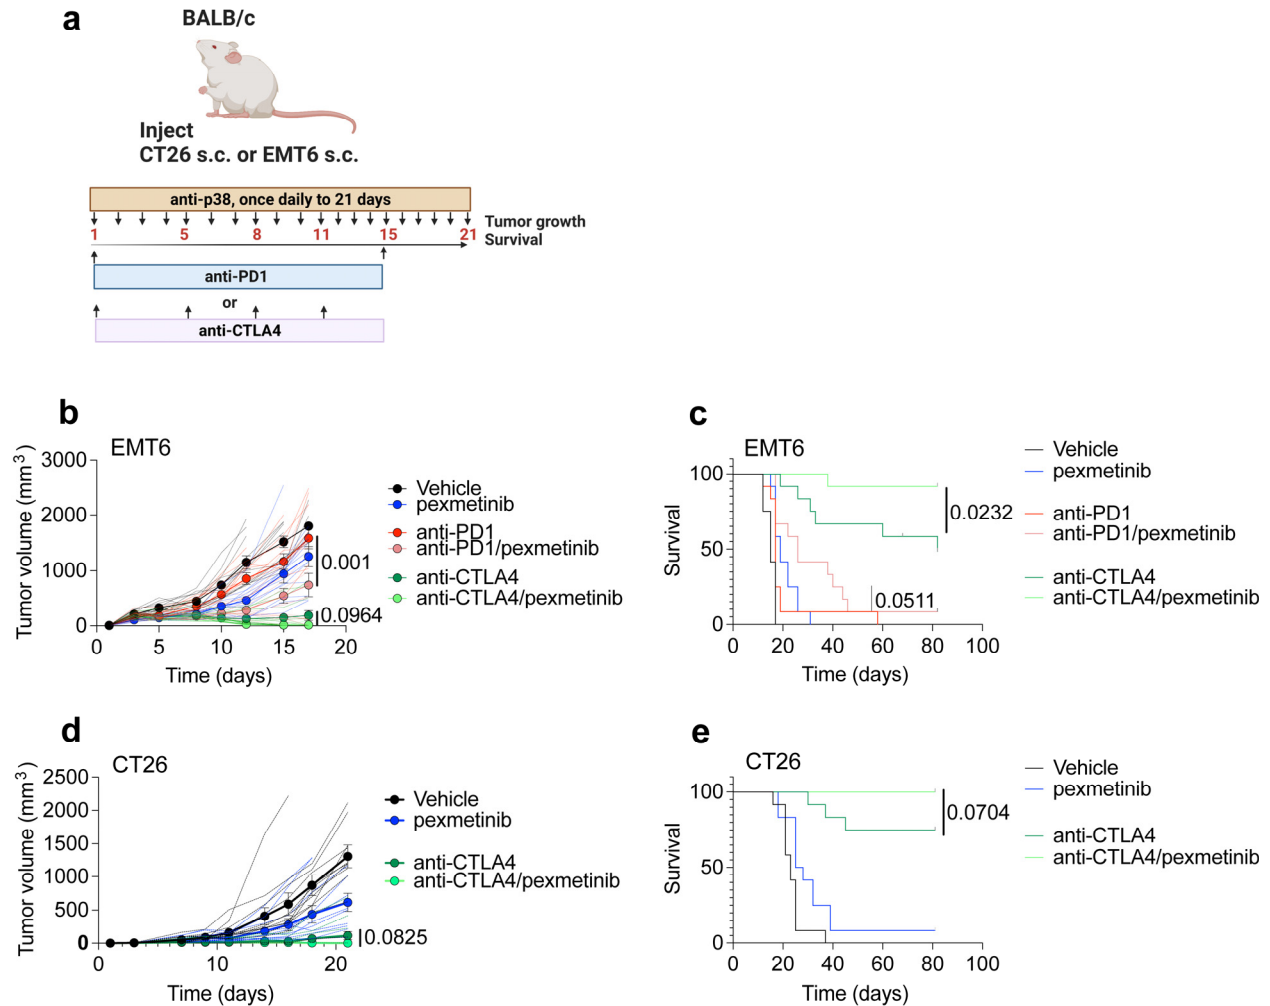 a
BALB/c
Inject
CT26 s.c. or EMT6 s.c.
anti-p38, once daily to 21 days
1 5 8 11 15 21
Tumor growth
Survival
anti-PD1
or
anti-CTLA4
b
EMT6
Tumor volume (mm3)
3000
2000
1000
0
0 5 10 15 20
Time (days)
Vehicle
pexmetinib
anti-PD1
anti-PD1/pexmetinib
anti-CTLA4
anti-CTLA4/pexmetinib
0.001
0.0964
c
EMT6
Survival
100
50
0
0 20 40 60 80 100
Time (days)
0.0232
0.0511
Vehicle
pexmetinib
anti-PD1
anti-PD1/pexmetinib
anti-CTLA4
anti-CTLA4/pexmetinib
d
CT26
Tumor volume (mm3)
2500
2000
1500
1000
500
0
0 10 20
Time (days)
Vehicle
pexmetinib
anti-CTLA4
anti-CTLA4/pexmetinib
0.0825
e
CT26
Survival
100
50
0
0 20 40 60 80 100
Time (days)
0.0704
Vehicle
pexmetinib
anti-CTLA4
anti-CTLA4/pexmetinib